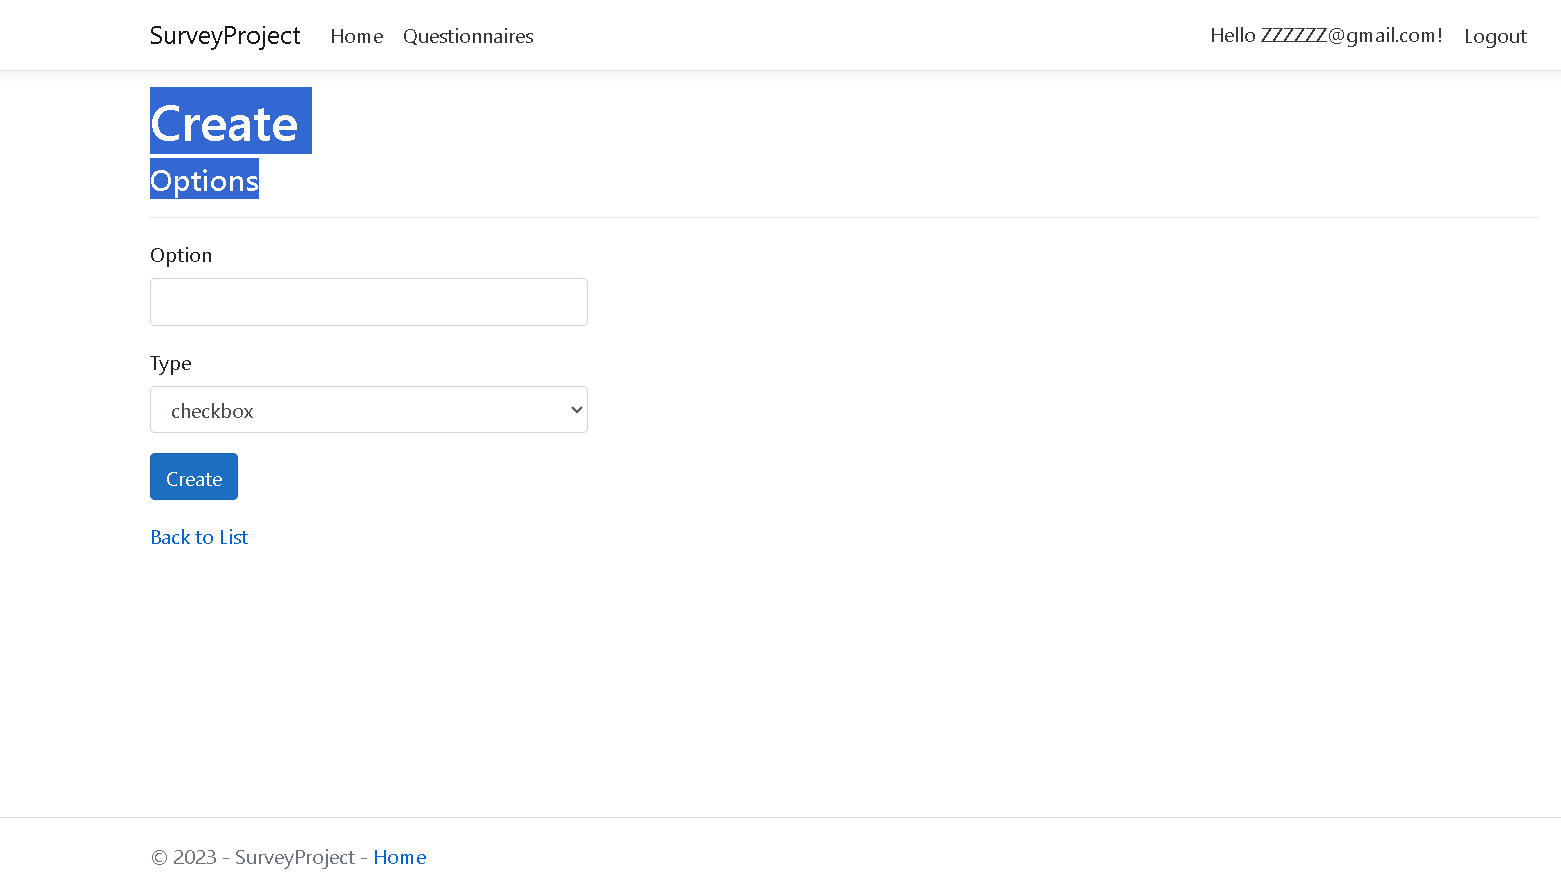 SurveyProject Home Questionnaires Hello ZZZZZZ@gmail.com! Logout
Create
Options
Option
Type
checkbox
Create
Back to List
© 2023 - SurveyProject - Home